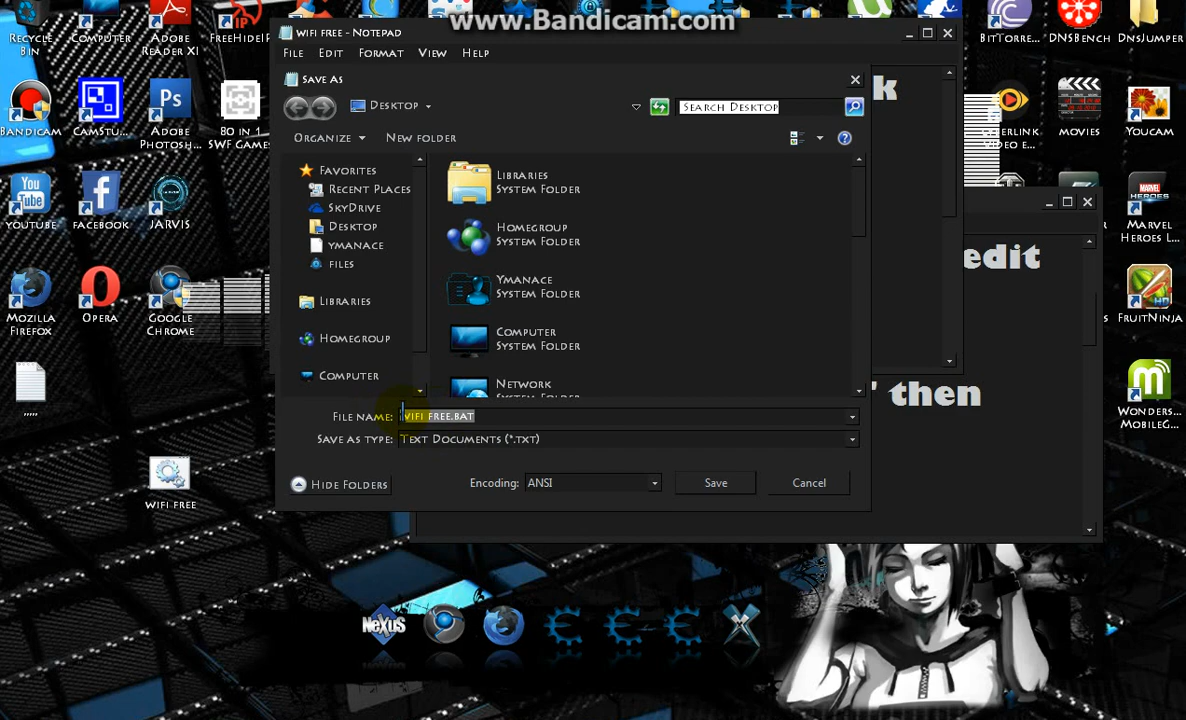 www.Bandicam.com
Recycle Bin
Computer
Adobe Reader XI
FreeHideIP
BitTorre...
DNSBench
DnsJumper
WIFI FREE - Notepad
File Edit Format View Help
Save As
Desktop
Search Desktop
Organize
New folder
Favorites
Recent Places
SkyDrive
Desktop
Ymanace
Files
Libraries
Homegroup
Computer
Libraries
System Folder
Homegroup
System Folder
Ymanace
System Folder
Computer
System Folder
Network
File name: WIFI FREE.BAT
Save as type: Text Documents (*.txt)
Hide Folders
Encoding: ANSI
Save
Cancel
k
edit
then
Bandicam
CamStu...
Adobe Photosh...
80 in 1 SWF Games
YouTube
Facebook
JARVIS
Mozilla Firefox
Opera
Google Chrome
,,,,,
WIFI FREE
Movies
YouCam
Marvel Heroes L...
FruitNinja
Wonders... MobileG...
NeXuS